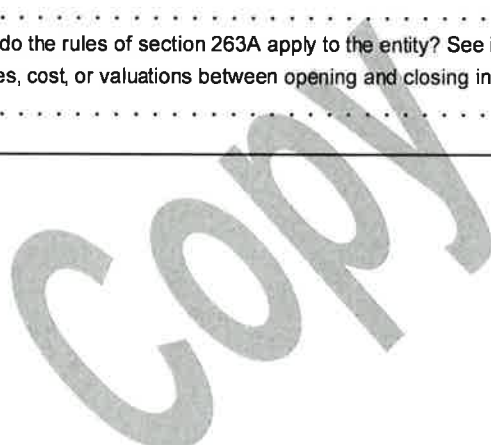 do the rules of section 263A apply to the entity? See
es, cost, or valuations between opening and closing in
Copy